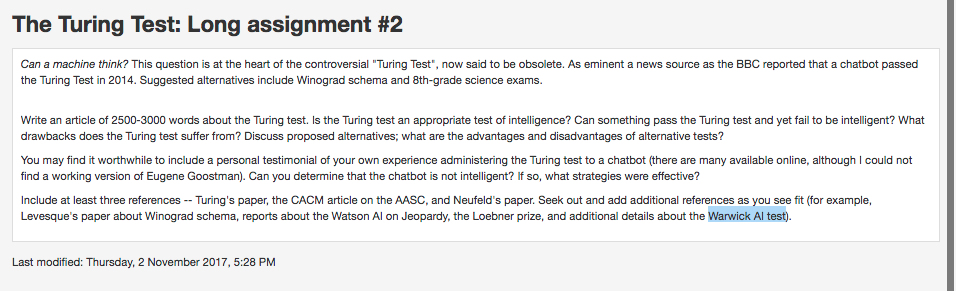 The Turing Test: Long assignment #2
Can a machine think? This question is at the heart of the controversial "Turing Test", now said to be obsolete. As eminent a news source as the BBC reported that a chatbot passed
the Turing Test in 2014. Suggested alternatives include Winograd schema and 8th-grade science exams.
Write an article of 2500-3000 words about the Turing test. Is the Turing test an appropriate test of intelligence? Can something pass the Turing test and yet fail to be intelligent? What
drawbacks does the Turing test suffer from? Discuss proposed alternatives; what are the advantages and disadvantages of alternative tests?
You may find it worthwhile to include a personal testimonial of your own experience administering the Turing test to a chatbot (there are many available online, although I could not
find a working version of Eugene Goostman). Can you determine that the chatbot is not intelligent? If so, what strategies were effective?
Include at least three references -- Turing's paper, the CACM article on the AASC, and Neufeld's paper. Seek out and add additional references as you see fit (for example,
Levesque's paper about Winograd schema, reports about the Watson AI on Jeopardy, the Loebner prize, and additional details about the Warwick AI test).
Last modified: Thursday, 2 November 2017, 5:28 PM